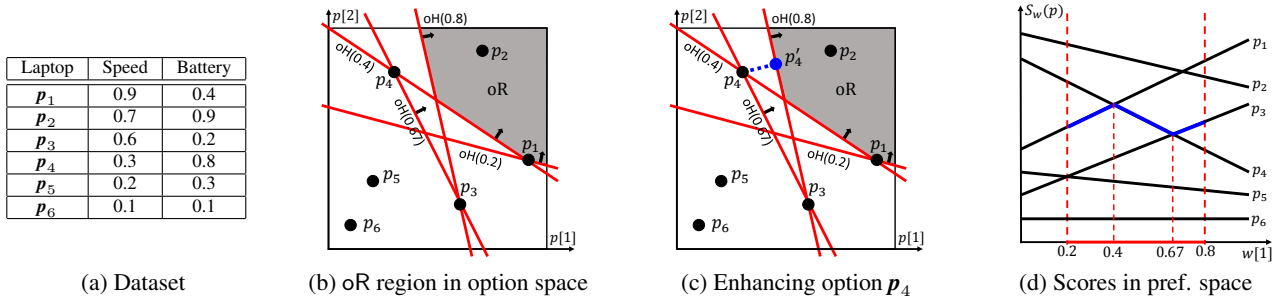 Laptop Speed Battery
p1 0.9 0.4
p2 0.7 0.9
p3 0.6 0.2
p4 0.3 0.8
p5 0.2 0.3
p6 0.1 0.1
(a) Dataset
p[2]
oH(0.8)
oH(0.4)
p2
p4
oR
oH(0.67)
p1
oH(0.2)
p5
p3
p6
p[1]
(b) oR region in option space
p[2]
oH(0.8)
oH(0.4)
p2
p4′
p4
oR
oH(0.67)
p1
oH(0.2)
p5
p3
p6
p[1]
(c) Enhancing option p4
Sw(p)
p1
p2
p3
p4
p5
p6
0.2 0.4 0.67 0.8 w[1]
(d) Scores in pref. space